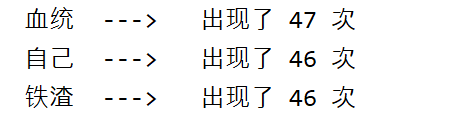 血统  --->   出现了 47 次
自己  --->   出现了 46 次
铁渣  --->   出现了 46 次